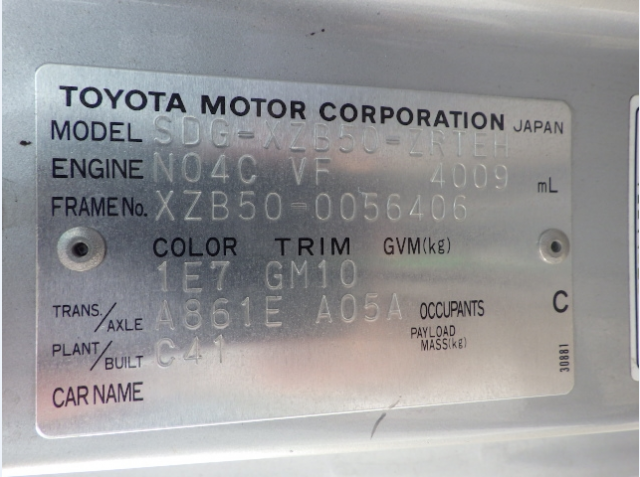 TOYOTA MOTOR CORPORATION JAPAN
MODEL SDG-XZB50-ZRTEH
ENGINE N04C VF 4009 mL
FRAME No. XZB50-0056406
COLOR TRIM GVM(kg)
1E7 GM10
TRANS./AXLE A861E A05A OCCUPANTS C
PAYLOAD MASS(kg)
PLANT/BUILT C41
30881
CAR NAME